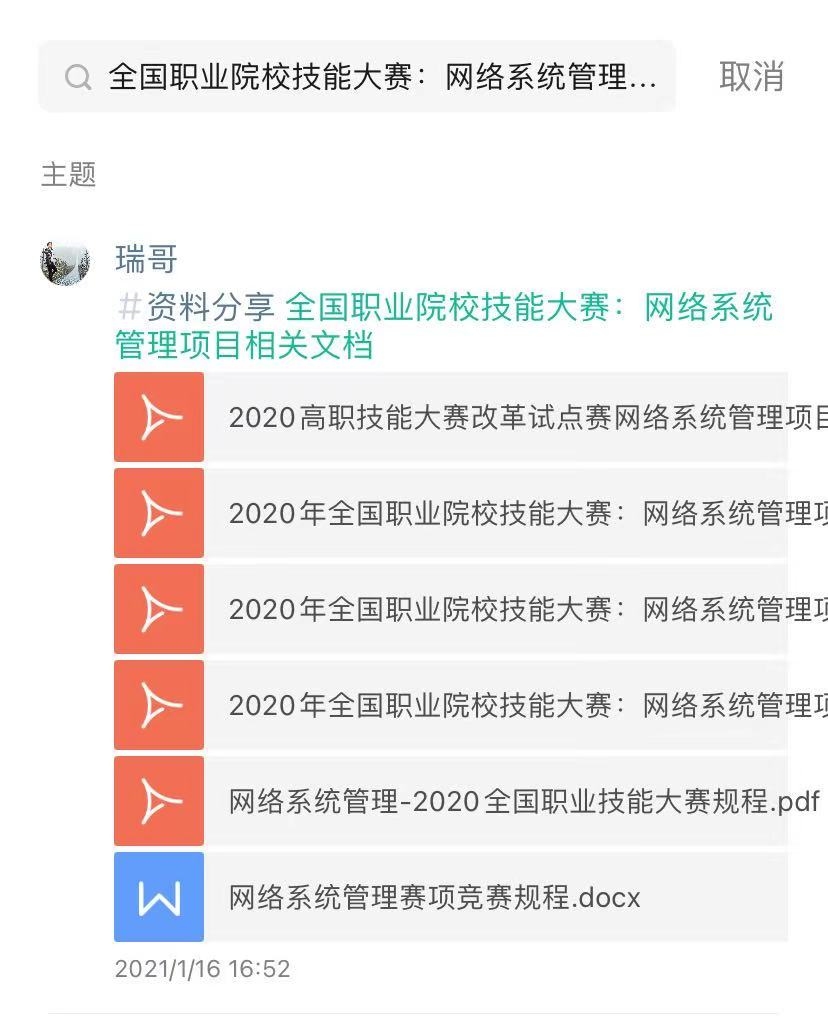 全国职业院校技能大赛：网络系统管理...
取消
主题
瑞哥
#资料分享 全国职业院校技能大赛：网络系统
管理项目相关文档
2020高职技能大赛改革试点赛网络系统管理项目
2020年全国职业院校技能大赛：网络系统管理项
2020年全国职业院校技能大赛：网络系统管理项
2020年全国职业院校技能大赛：网络系统管理项
网络系统管理-2020全国职业技能大赛规程.pdf
网络系统管理赛项竞赛规程.docx
2021/1/16 16:52